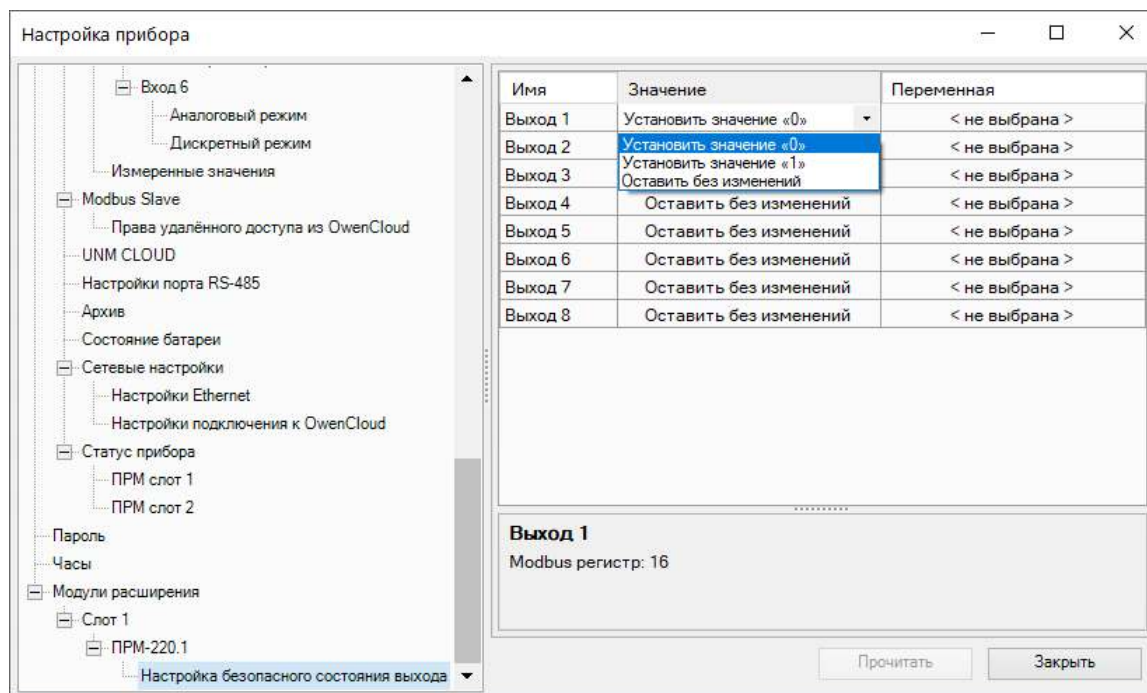 Настройка прибора
Вход 6
Аналоговый режим
Дискретный режим
Измеренные значения
Modbus Slave
Права удалённого доступа из OwenCloud
UNM CLOUD
Настройки порта RS-485
Архив
Состояние батареи
Сетевые настройки
Настройки Ethernet
Настройки подключения к OwenCloud
Статус прибора
ПРМ слот 1
ПРМ слот 2
Пароль
Часы
Модули расширения
Слот 1
ПРМ-220.1
Настройка безопасного состояния выхода
Имя Значение Переменная
Выход 1 Установить значение «0» < не выбрана >
Выход 2 Установить значение «0» < не выбрана >
Установить значение «1»
Выход 3 Оставить без изменений < не выбрана >
Выход 4 Оставить без изменений < не выбрана >
Выход 5 Оставить без изменений < не выбрана >
Выход 6 Оставить без изменений < не выбрана >
Выход 7 Оставить без изменений < не выбрана >
Выход 8 Оставить без изменений < не выбрана >
Выход 1
Modbus регистр: 16
Прочитать Закрыть